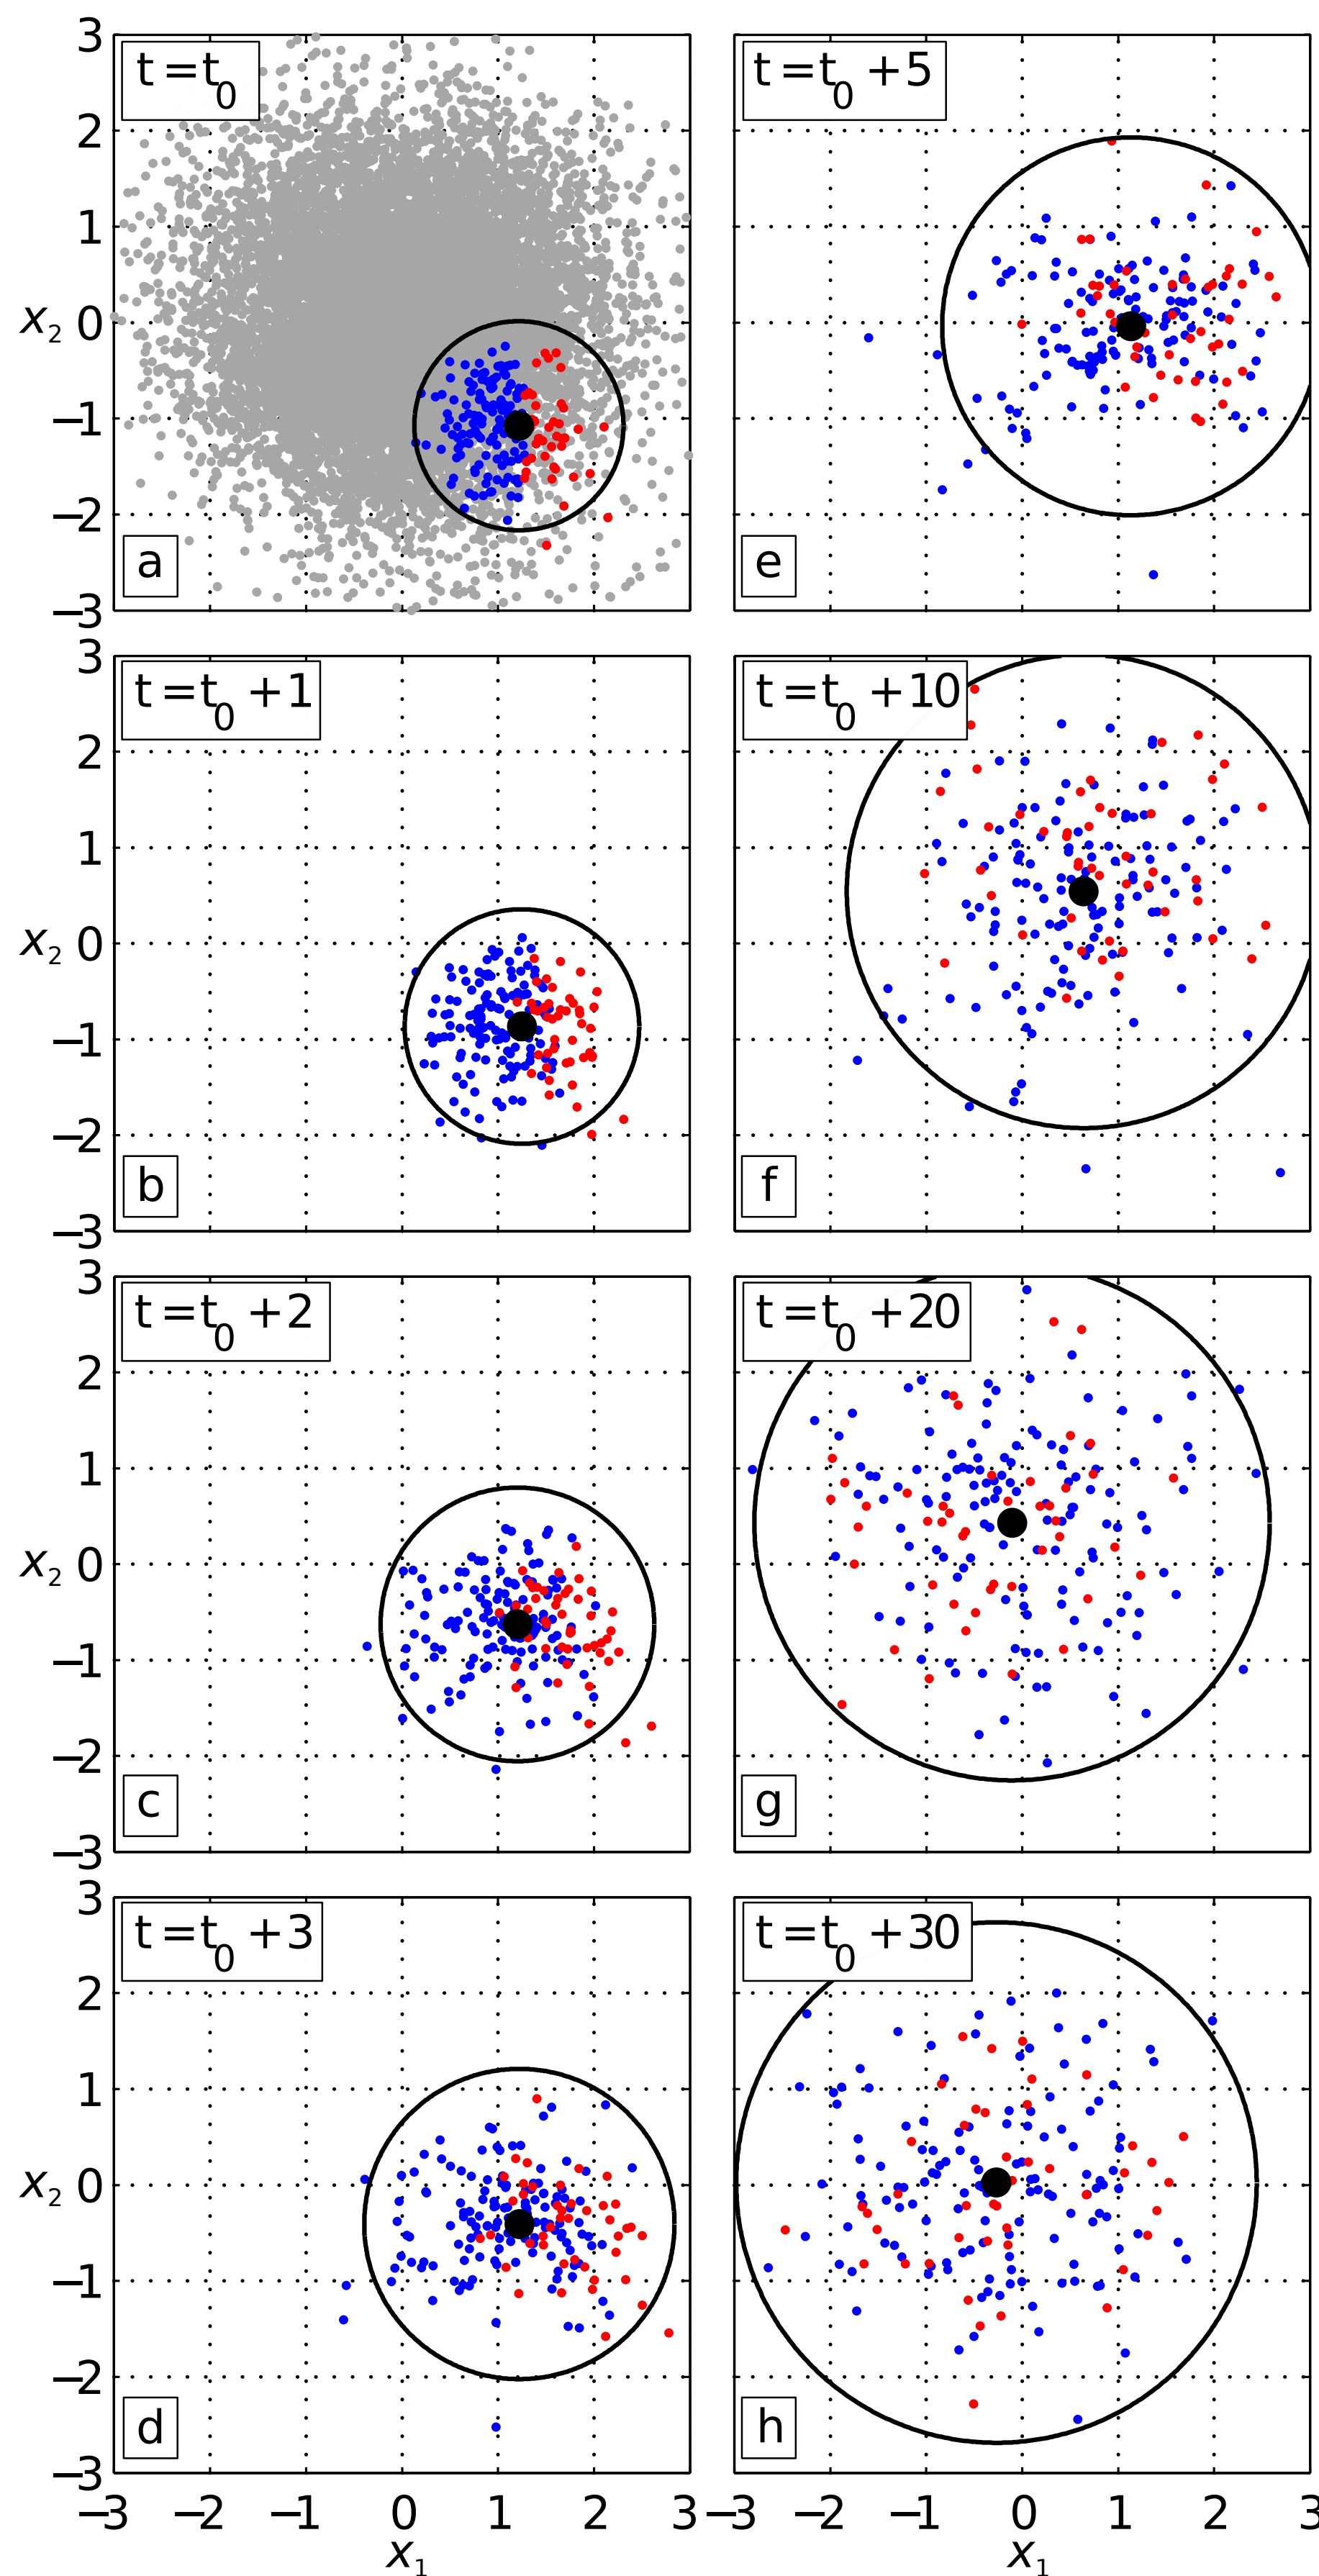 t=t0
3
2
1
x2 0
−1
−2
−3
a
t=t0+5
e
t=t0+1
3
2
1
x2 0
−1
−2
−3
b
t=t0+10
f
t=t0+2
3
2
1
x2 0
−1
−2
−3
c
t=t0+20
g
t=t0+3
3
2
1
x2 0
−1
−2
−3
d
t=t0+30
h
−3 −2 −1 0 1 2 3
x1
−3 −2 −1 0 1 2 3
x1